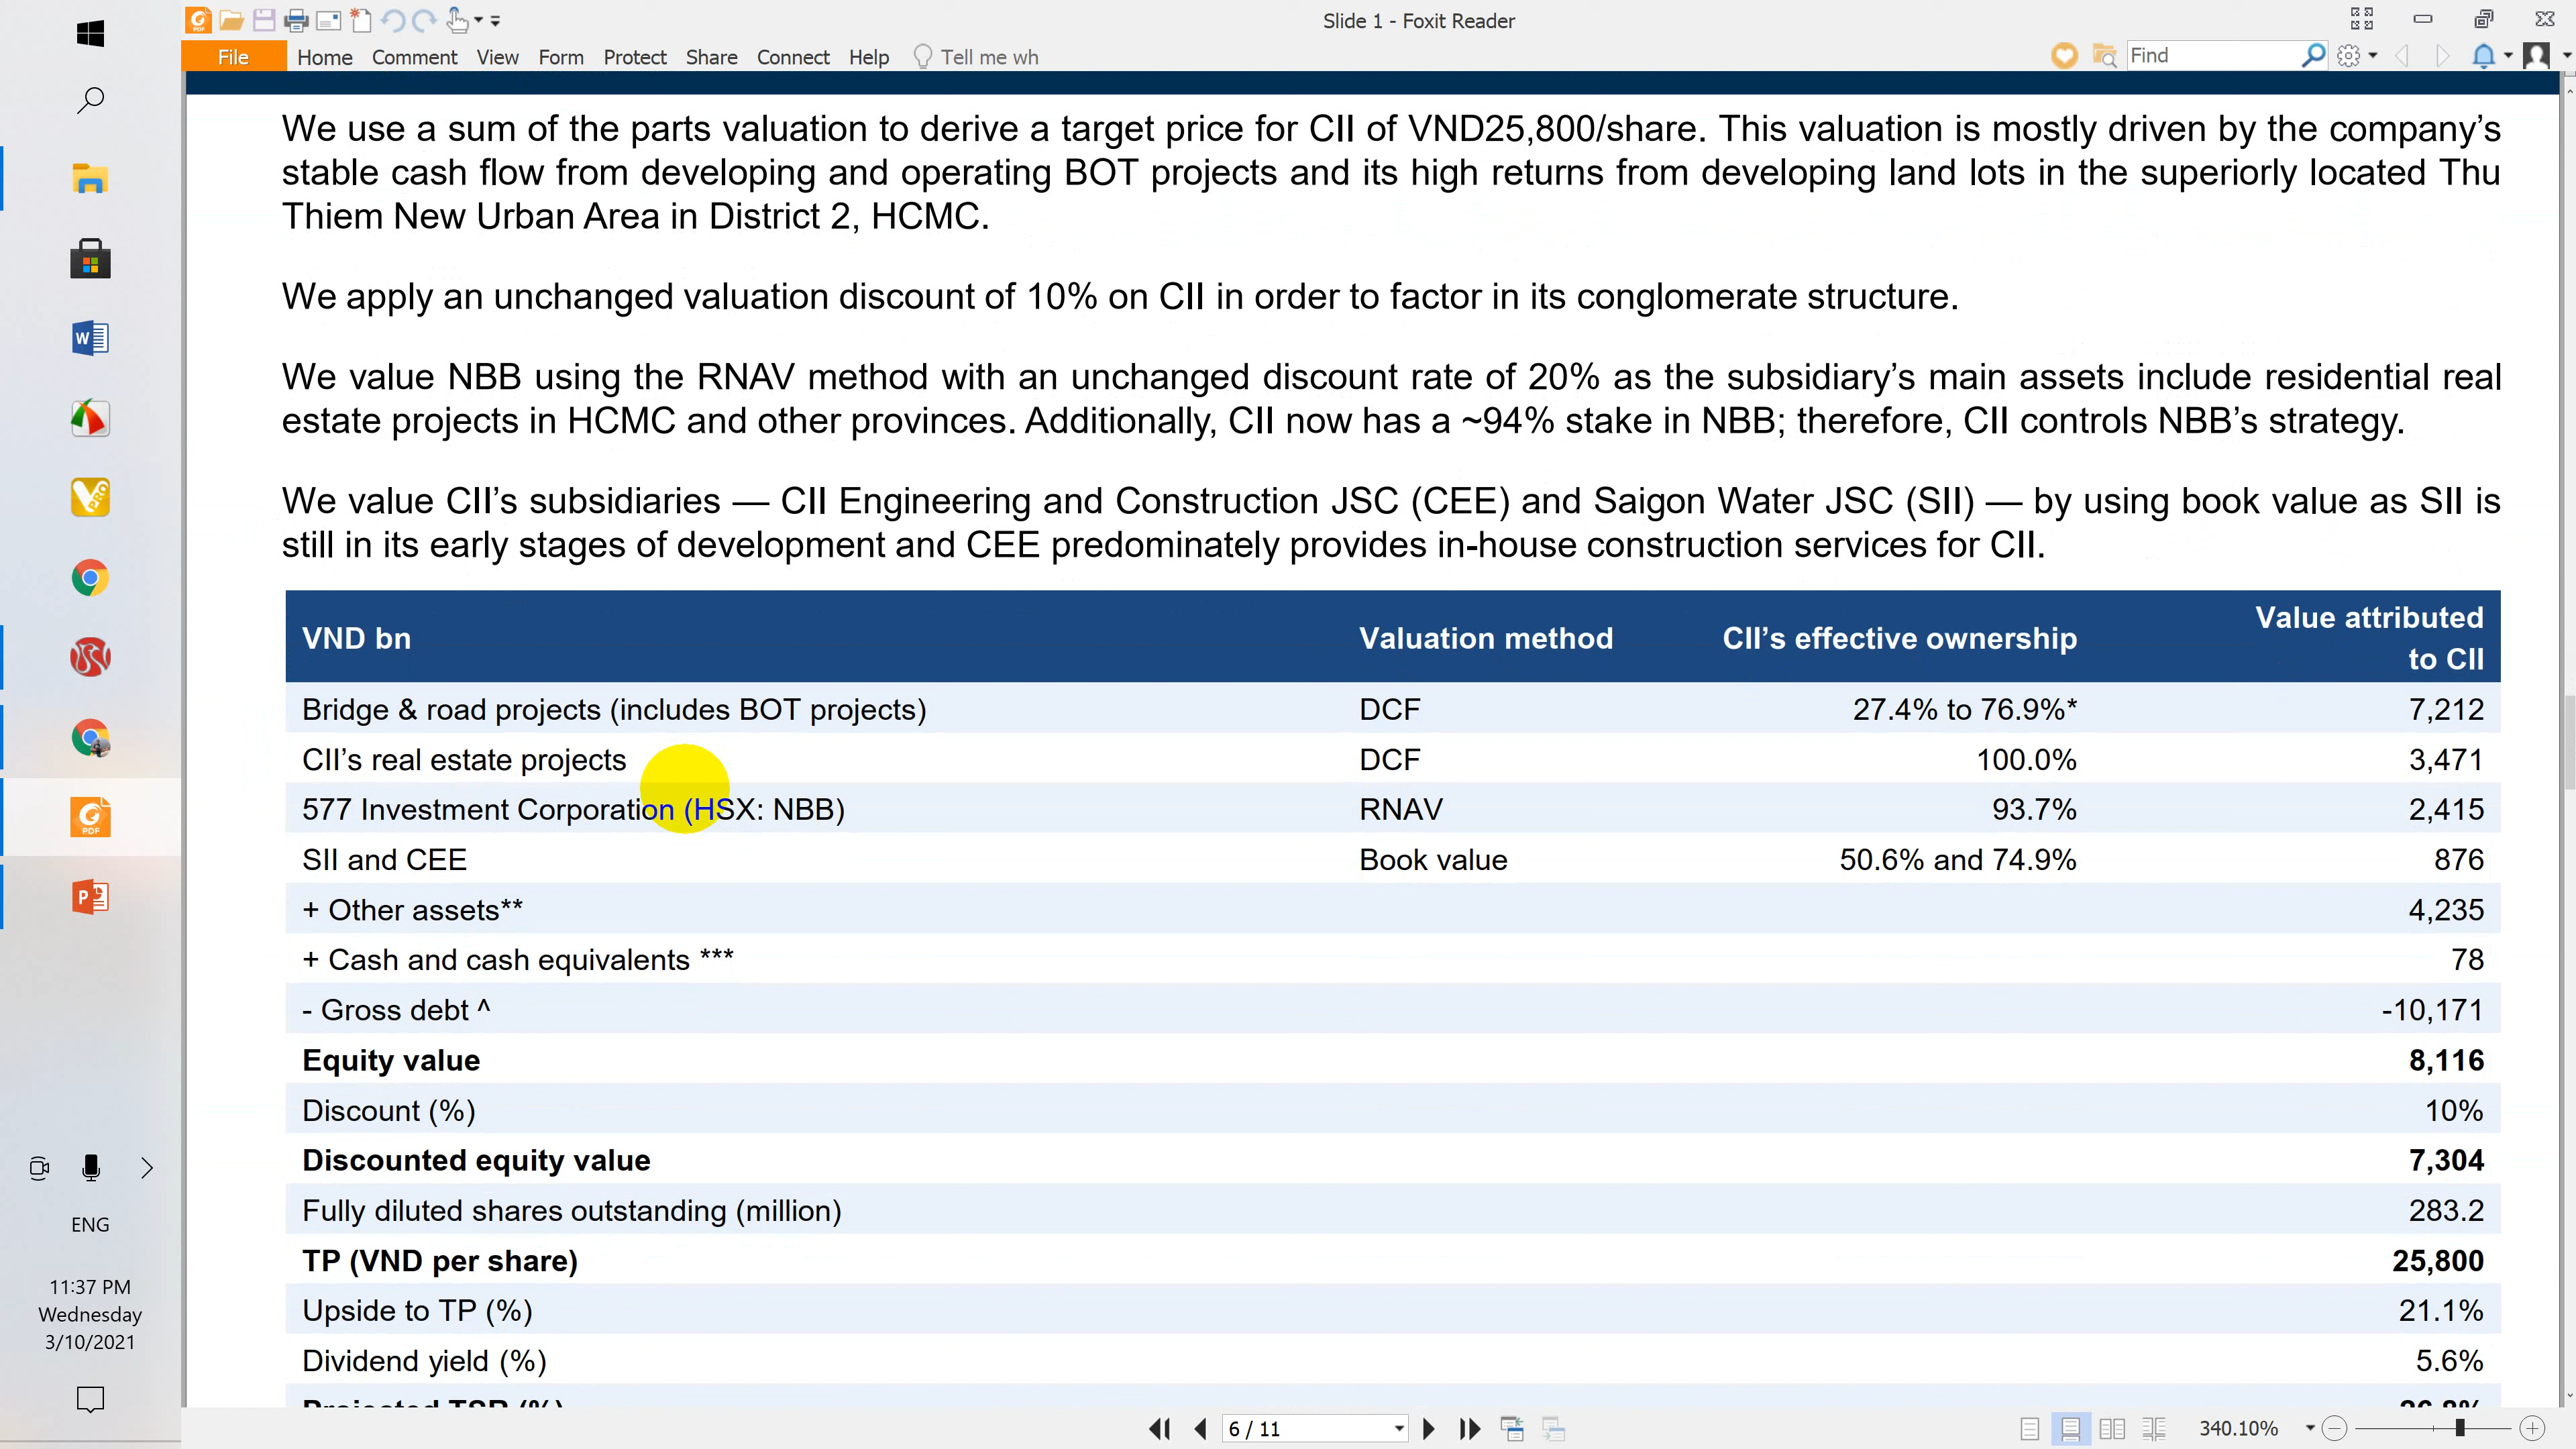 Slide 1 - Foxit Reader
File Home Comment View Form Protect Share Connect Help Tell me wh Find
We use a sum of the parts valuation to derive a target price for CII of VND25,800/share. This valuation is mostly driven by the company's
stable cash flow from developing and operating BOT projects and its high returns from developing land lots in the superiorly located Thu
Thiem New Urban Area in District 2, HCMC.
We apply an unchanged valuation discount of 10% on CII in order to factor in its conglomerate structure.
We value NBB using the RNAV method with an unchanged discount rate of 20% as the subsidiary's main assets include residential real
estate projects in HCMC and other provinces. Additionally, CII now has a ~94% stake in NBB; therefore, CII controls NBB's strategy.
We value CII's subsidiaries — CII Engineering and Construction JSC (CEE) and Saigon Water JSC (SII) — by using book value as SII is
still in its early stages of development and CEE predominately provides in-house construction services for CII.
VND bn Valuation method CII's effective ownership Value attributed
to CII
Bridge & road projects (includes BOT projects) DCF 27.4% to 76.9%* 7,212
CII's real estate projects DCF 100.0% 3,471
577 Investment Corporation (HSX: NBB) RNAV 93.7% 2,415
SII and CEE Book value 50.6% and 74.9% 876
+ Other assets** 4,235
+ Cash and cash equivalents *** 78
- Gross debt ^ -10,171
Equity value 8,116
Discount (%) 10%
Discounted equity value 7,304
Fully diluted shares outstanding (million) 283.2
TP (VND per share) 25,800
Upside to TP (%) 21.1%
Dividend yield (%) 5.6%
ENG
11:37 PM
Wednesday
3/10/2021
6 / 11
340.10%